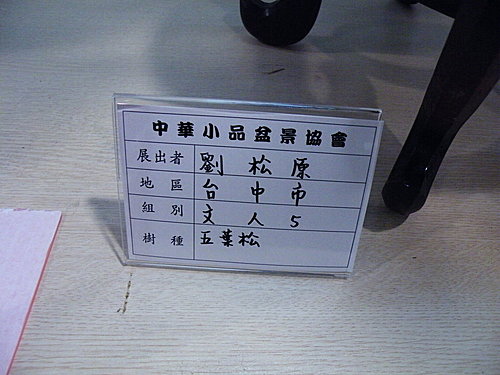 中華小品盆景協會
展出者 劉松原
地區 台中市
組別 文人5
樹種 五葉松